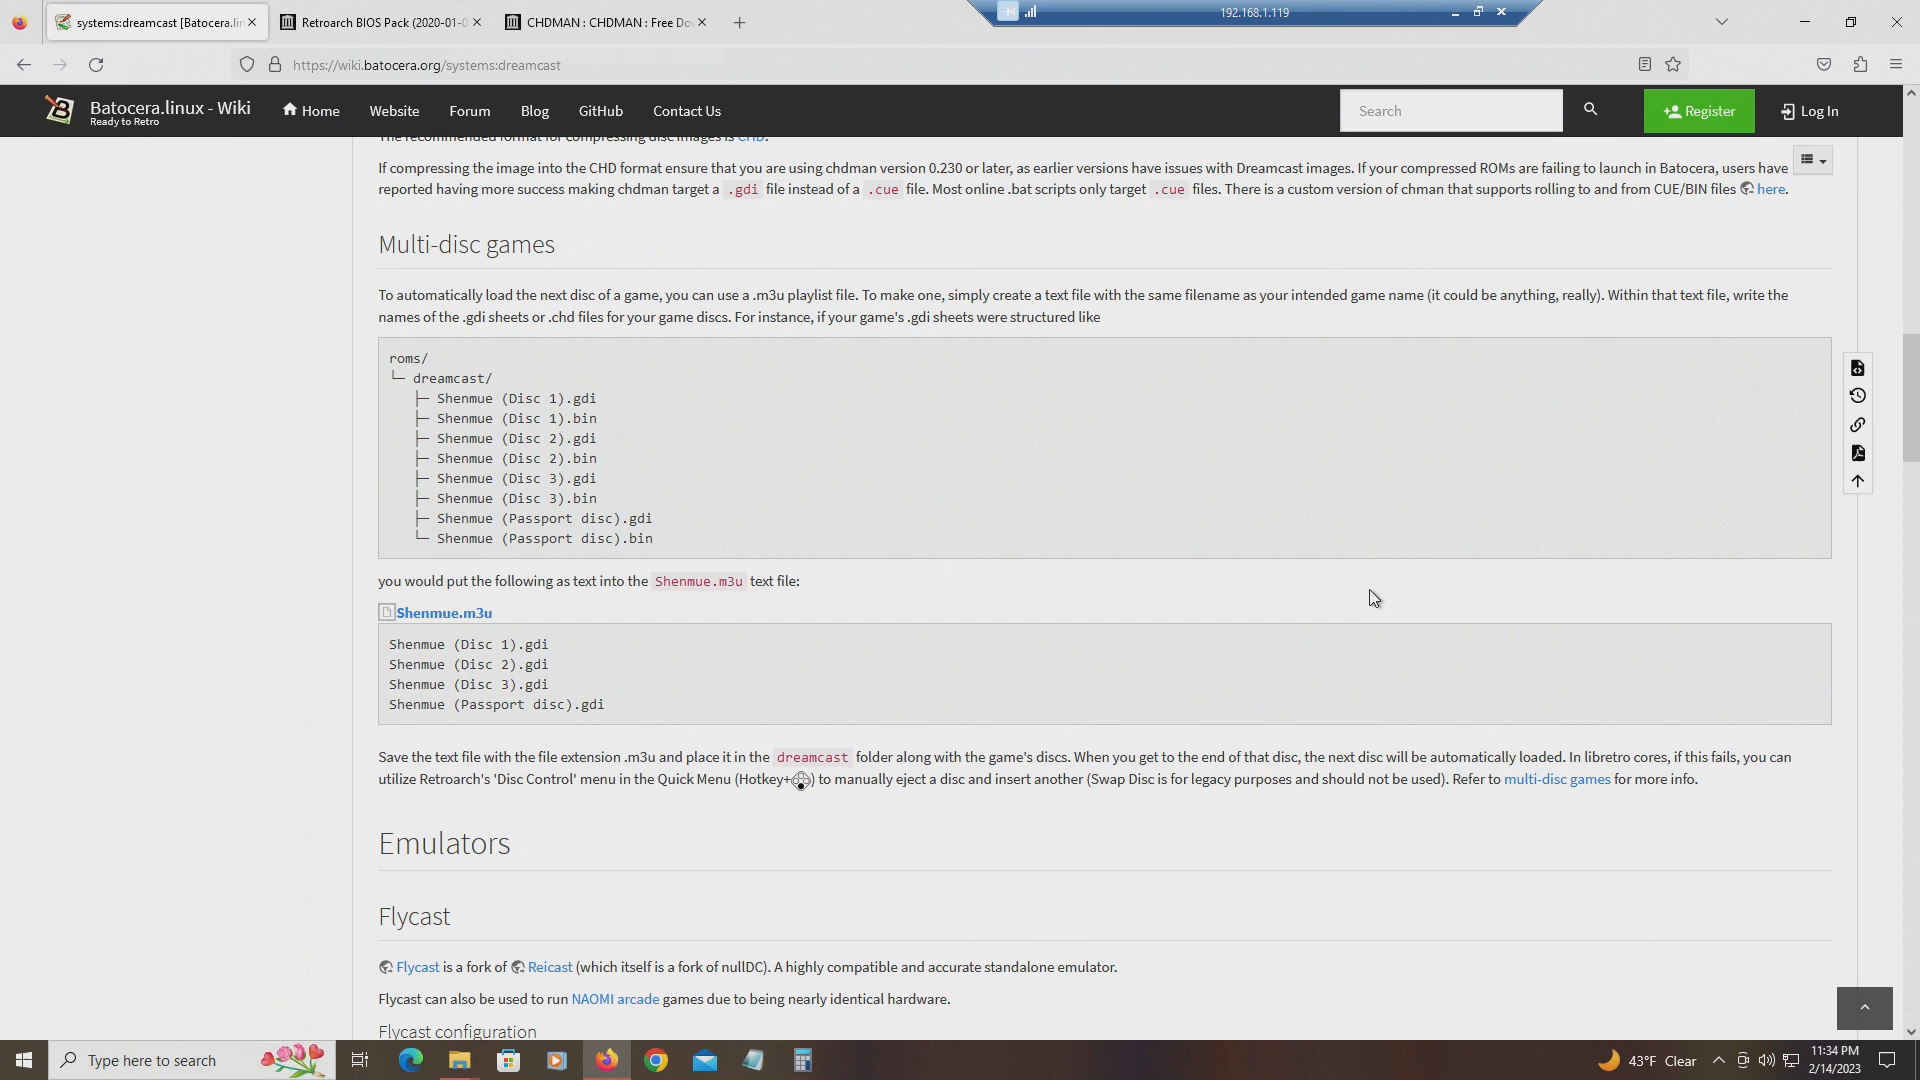 systems:dreamcast [Batocera.lin
Retroarch BIOS Pack (2020-01-0
CHDMAN : CHDMAN : Free Do
192.168.1.119
https://wiki.batocera.org/systems:dreamcast
Batocera.linux - Wiki
Ready to Retro
Home
Website
Forum
Blog
GitHub
Contact Us
Search
Register
Log In
The recommended format for compressing disc images is CHD.
If compressing the image into the CHD format ensure that you are using chdman version 0.230 or later, as earlier versions have issues with Dreamcast images. If your compressed ROMs are failing to launch in Batocera, users have
reported having more success making chdman target a .gdi file instead of a .cue file. Most online .bat scripts only target .cue files. There is a custom version of chman that supports rolling to and from CUE/BIN files here.
Multi-disc games
To automatically load the next disc of a game, you can use a .m3u playlist file. To make one, simply create a text file with the same filename as your intended game name (it could be anything, really). Within that text file, write the
names of the .gdi sheets or .chd files for your game discs. For instance, if your game's .gdi sheets were structured like
roms/
└─ dreamcast/
├─ Shenmue (Disc 1).gdi
├─ Shenmue (Disc 1).bin
├─ Shenmue (Disc 2).gdi
├─ Shenmue (Disc 2).bin
├─ Shenmue (Disc 3).gdi
├─ Shenmue (Disc 3).bin
├─ Shenmue (Passport disc).gdi
└─ Shenmue (Passport disc).bin
you would put the following as text into the Shenmue.m3u text file:
Shenmue.m3u
Shenmue (Disc 1).gdi
Shenmue (Disc 2).gdi
Shenmue (Disc 3).gdi
Shenmue (Passport disc).gdi
Save the text file with the file extension .m3u and place it in the dreamcast folder along with the game's discs. When you get to the end of that disc, the next disc will be automatically loaded. In libretro cores, if this fails, you can
utilize Retroarch's 'Disc Control' menu in the Quick Menu (Hotkey+) to manually eject a disc and insert another (Swap Disc is for legacy purposes and should not be used). Refer to multi-disc games for more info.
Emulators
Flycast
Flycast is a fork of Reicast (which itself is a fork of nullDC). A highly compatible and accurate standalone emulator.
Flycast can also be used to run NAOMI arcade games due to being nearly identical hardware.
Flycast configuration
Type here to search
43°F Clear
11:34 PM
2/14/2023